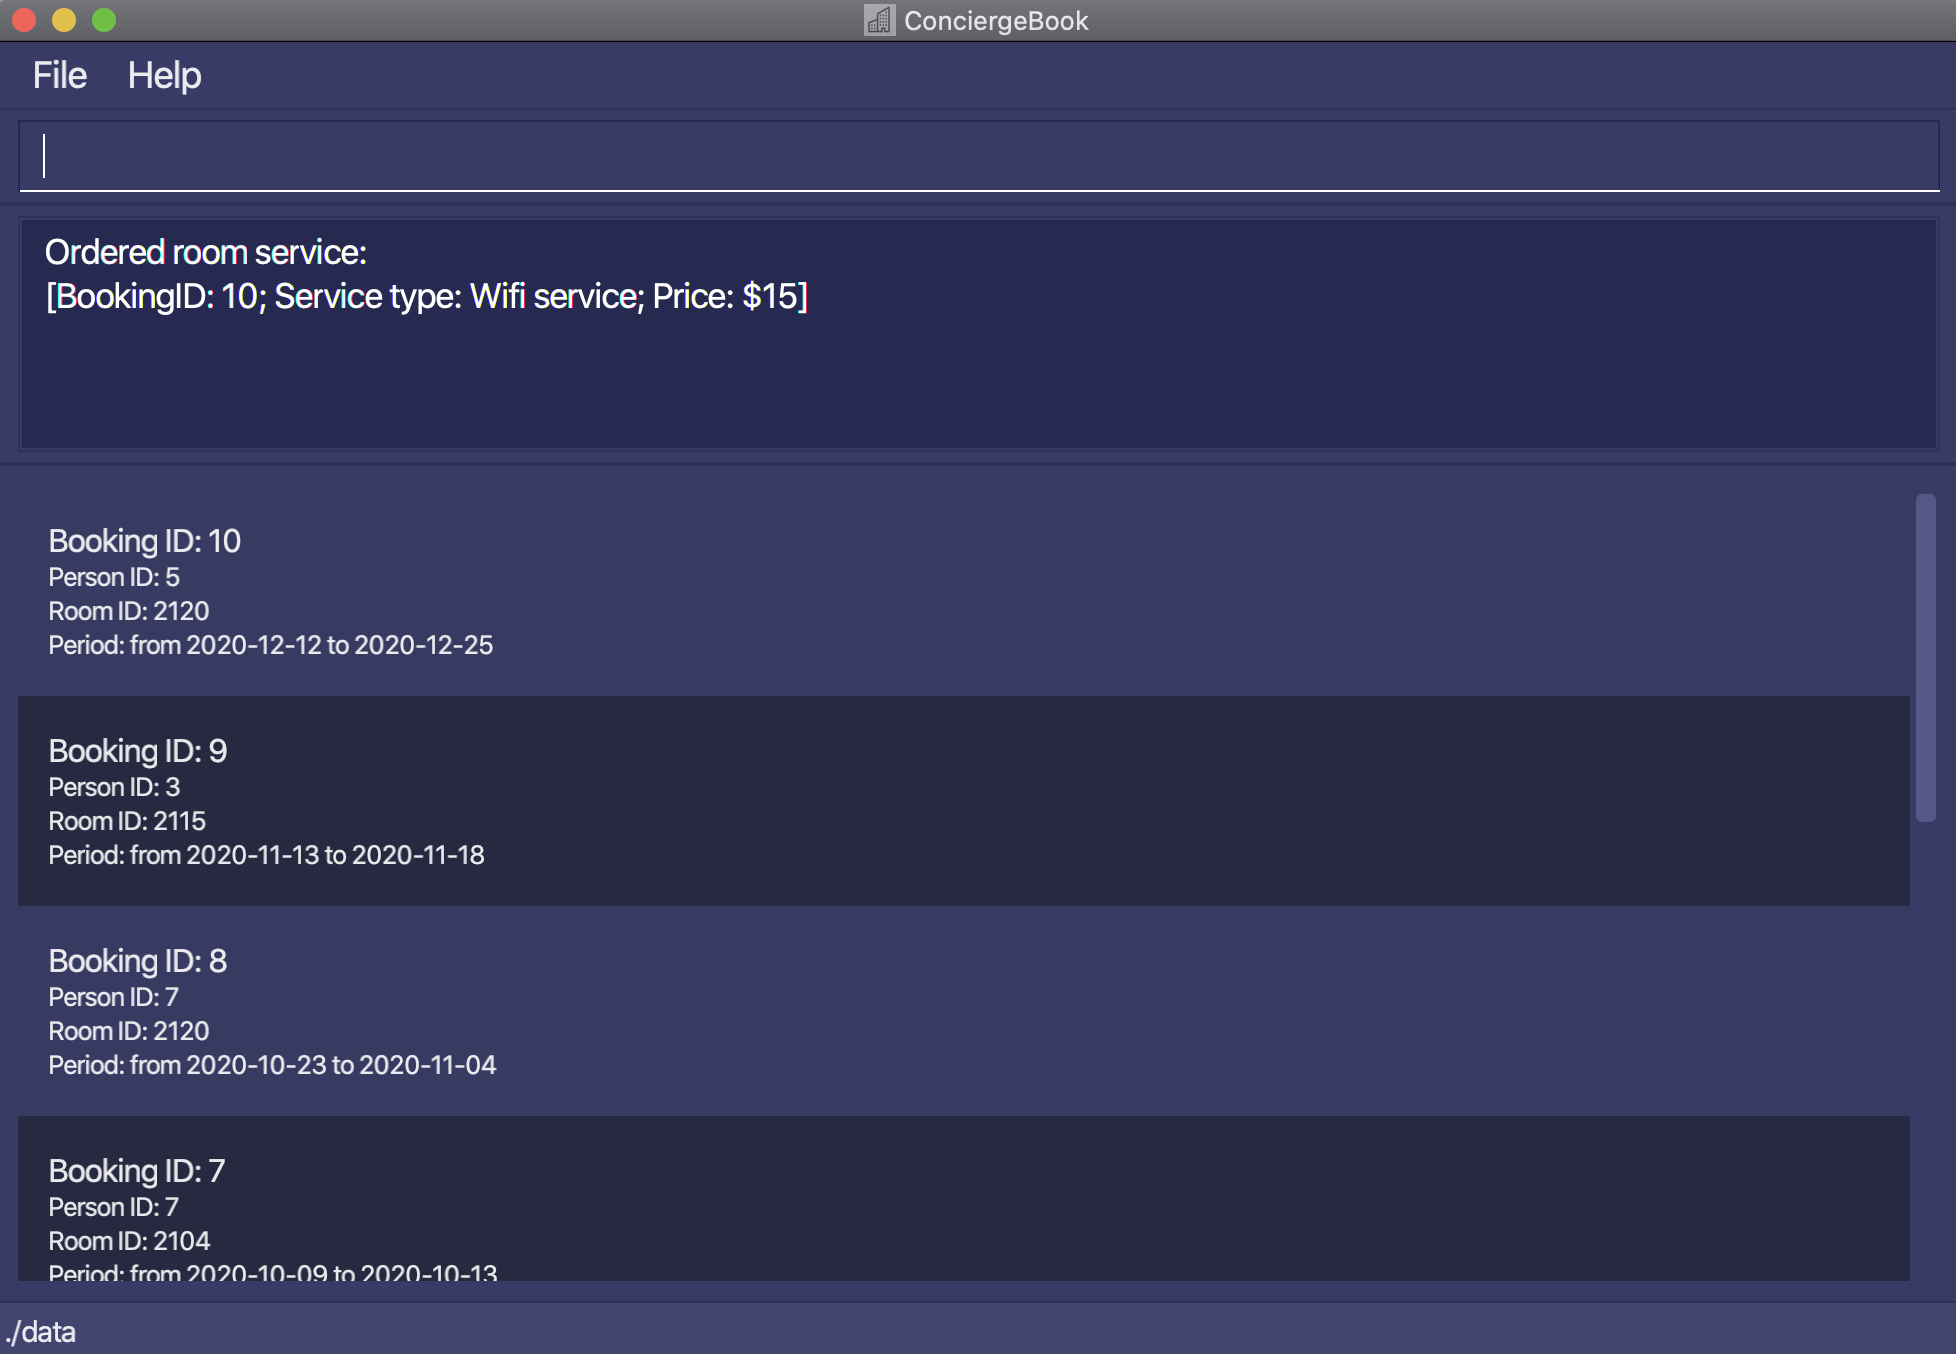 ConciergeBook
File Help
Ordered room service:
[BookingID: 10; Service type: Wifi service; Price: $15]
Booking ID: 10
Person ID: 5
Room ID: 2120
Period: from 2020-12-12 to 2020-12-25
Booking ID: 9
Person ID: 3
Room ID: 2115
Period: from 2020-11-13 to 2020-11-18
Booking ID: 8
Person ID: 7
Room ID: 2120
Period: from 2020-10-23 to 2020-11-04
Booking ID: 7
Person ID: 7
Room ID: 2104
Period: from 2020-10-09 to 2020-10-13
./data